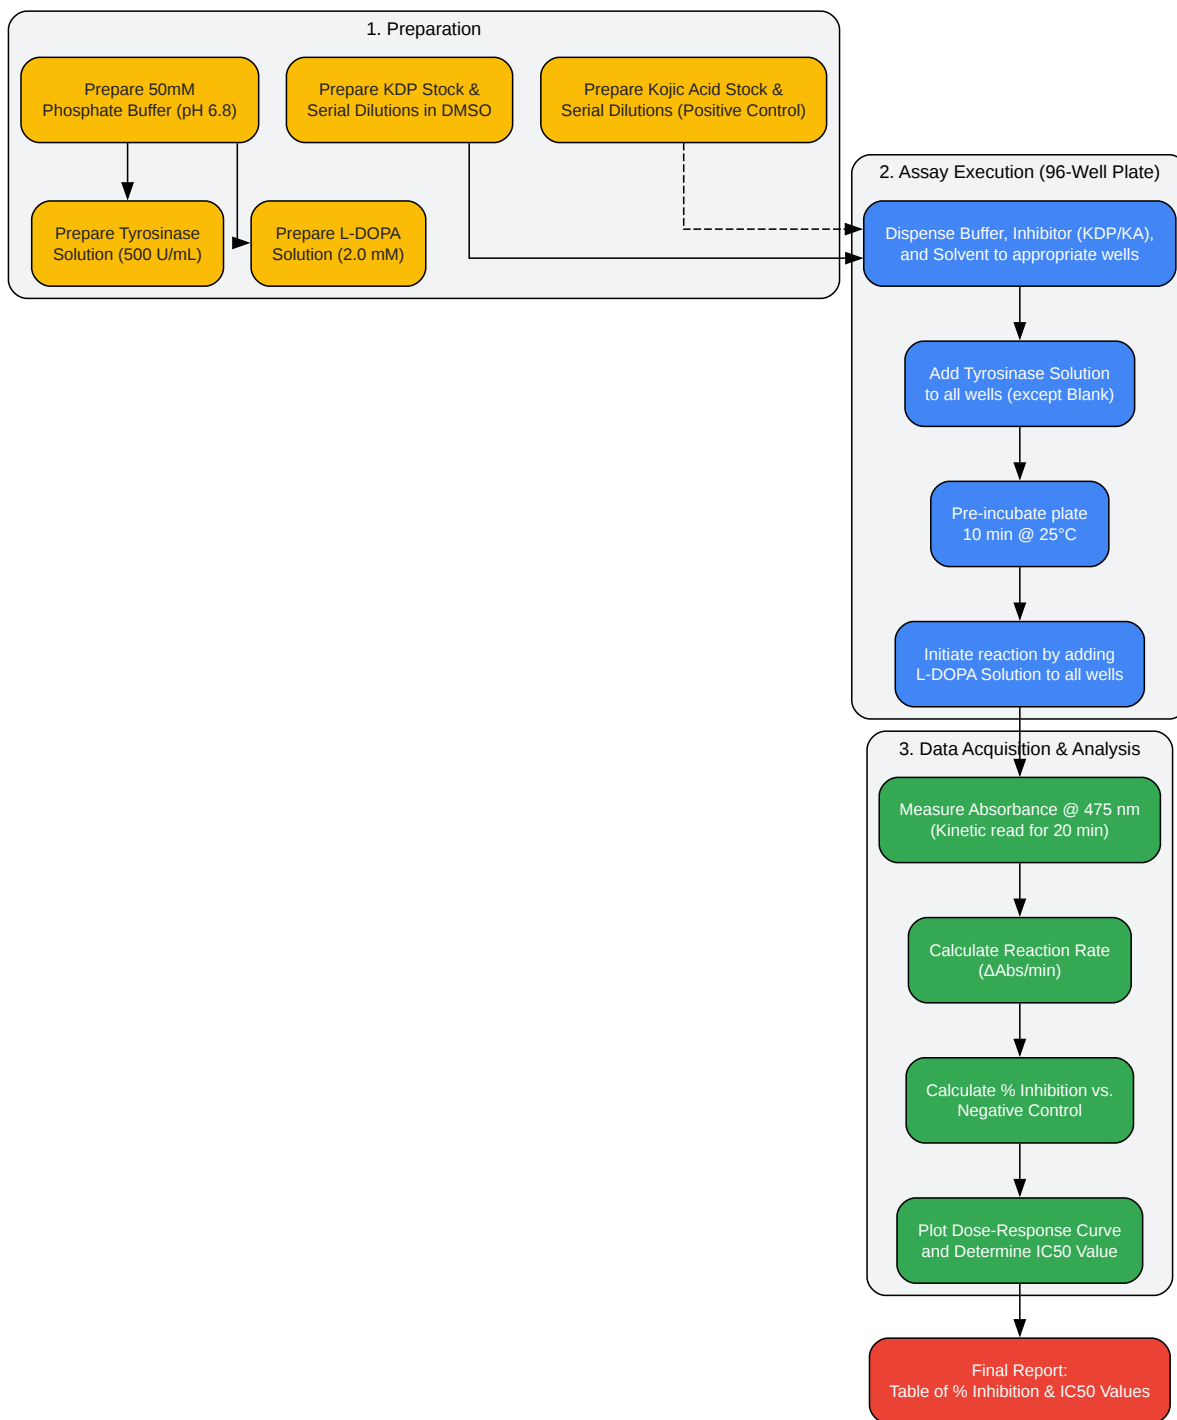 1. Preparation
Prepare 50mM
Phosphate Buffer (pH 6.8)
Prepare KDP Stock &
Serial Dilutions in DMSO
Prepare Kojic Acid Stock &
Serial Dilutions (Positive Control)
Prepare Tyrosinase
Solution (500 U/mL)
Prepare L-DOPA
Solution (2.0 mM)
2. Assay Execution (96-Well Plate)
Dispense Buffer, Inhibitor (KDP/KA),
and Solvent to appropriate wells
Add Tyrosinase Solution
to all wells (except Blank)
Pre-incubate plate
10 min @ 25°C
Initiate reaction by adding
L-DOPA Solution to all wells
3. Data Acquisition & Analysis
Measure Absorbance @ 475 nm
(Kinetic read for 20 min)
Calculate Reaction Rate
(ΔAbs/min)
Calculate % Inhibition vs.
Negative Control
Plot Dose-Response Curve
and Determine IC50 Value
Final Report:
Table of % Inhibition & IC50 Values